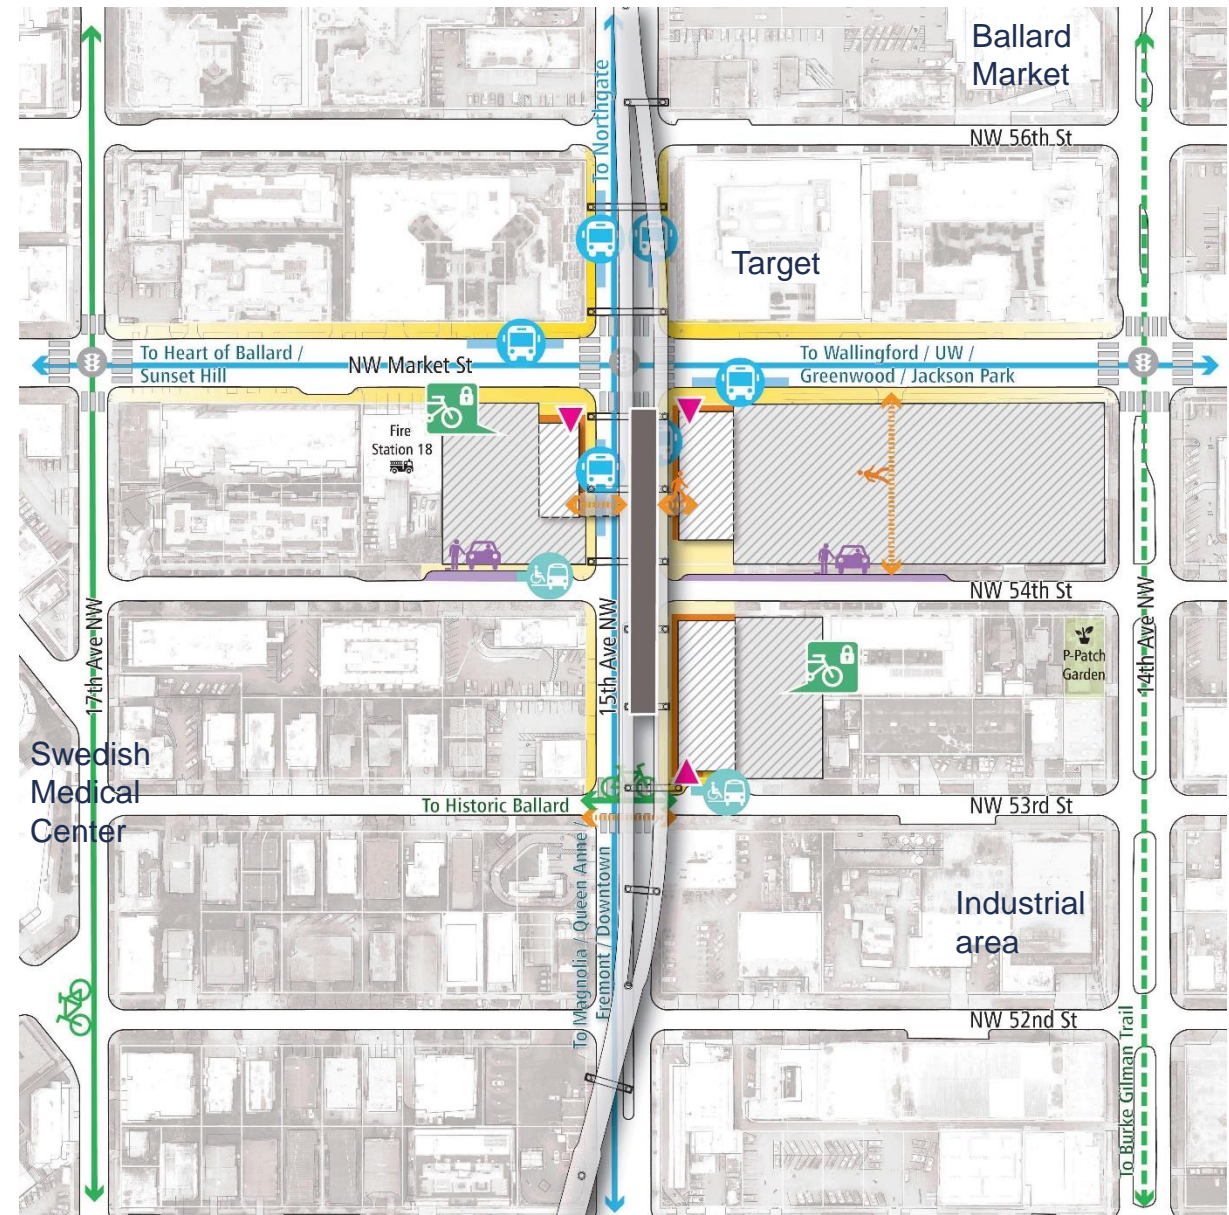 Ballard
Market
To Northgate
NW 56th St
Target
To Heart of Ballard /
Sunset Hill
NW Market St
To Wallingford / UW /
Greenwood / Jackson Park
Fire
Station 18
NW 54th St
17th Ave NW
15th Ave NW
14th Ave NW
P-Patch
Garden
Swedish
Medical
Center
To Historic Ballard
NW 53rd St
To Magnolia / Queen Anne /
Fremont / Downtown
Industrial
area
NW 52nd St
To Burke Gilman Trail